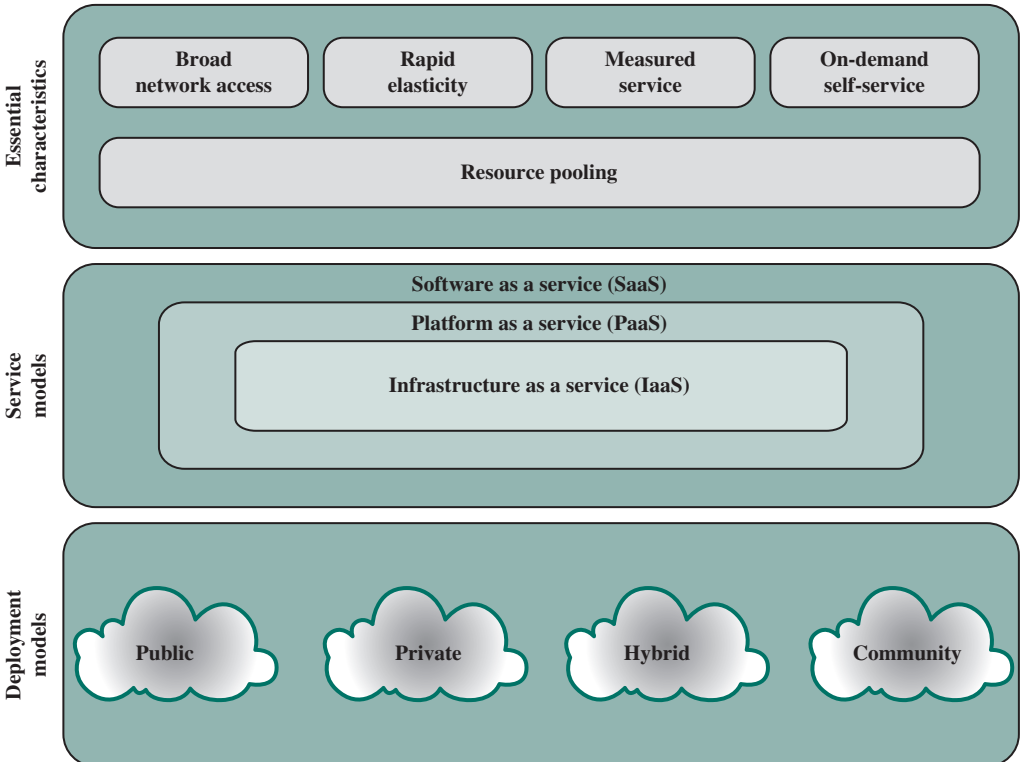 Essential
characteristics
Broad
network access
Rapid
elasticity
Measured
service
On-demand
self-service
Resource pooling
Service
models
Software as a service (SaaS)
Platform as a service (PaaS)
Infrastructure as a service (IaaS)
Deployment
models
Public
Private
Hybrid
Community